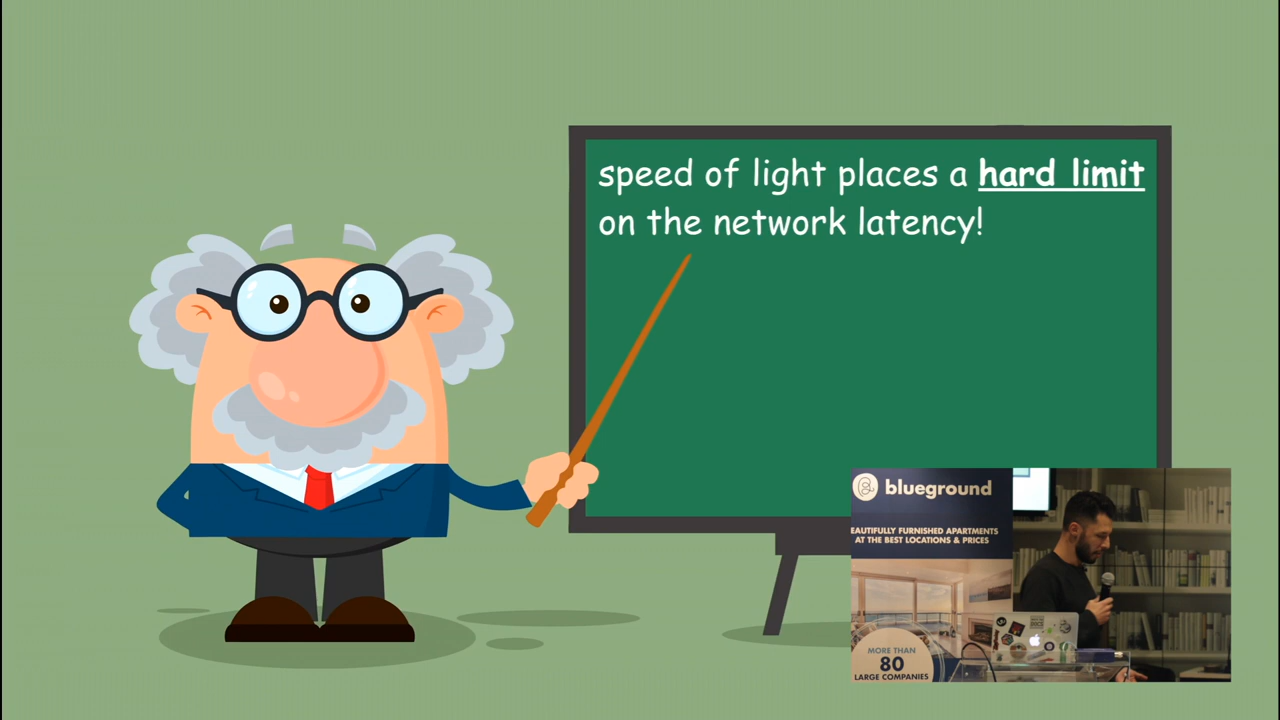 speed of light places a hard limit
on the network latency!
blueground
EAUTIFULLY FURNISHED APARTMENTS
AT THE BEST LOCATIONS & PRICES
MORE THAN
80
LARGE COMPANIES